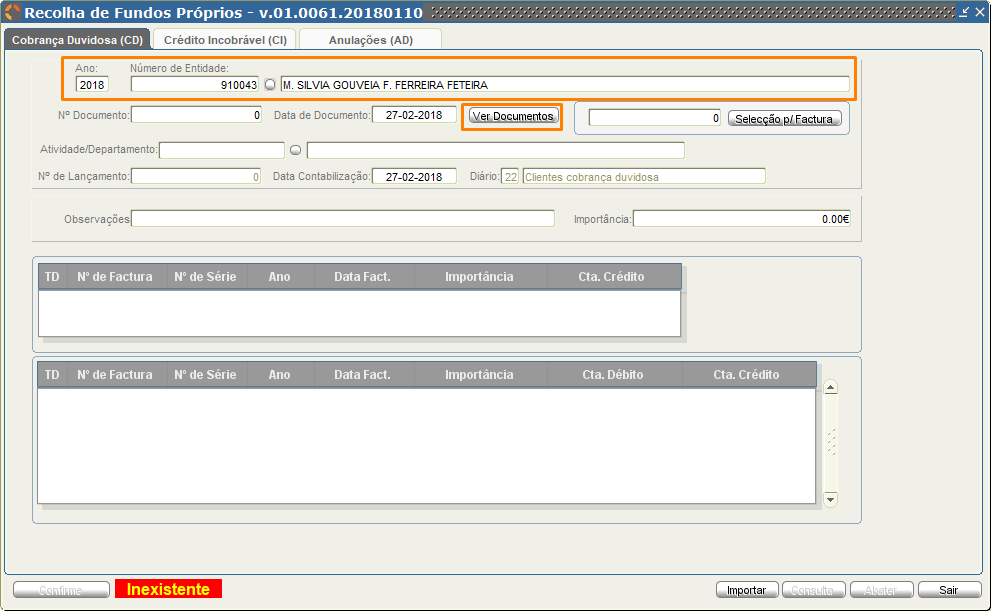 Recolha de Fundos Próprios - v.01.0061.20180110
Cobrança Duvidosa (CD) Crédito Incobrável (CI) Anulações (AD)
Ano: Número de Entidade:
2018 910043 M. SILVIA GOUVEIA F. FERREIRA FETEIRA
Nº Documento: 0 Data de Documento: 27-02-2018 Ver Documentos 0 Selecção p/ Factura
Atividade/Departamento:
Nº de Lançamento: 0 Data Contabilização: 27-02-2018 Diário: 22 Clientes cobrança duvidosa
Observações Importância: 0.00€
TD Nº de Factura Nº de Série Ano Data Fact. Importância Cta. Crédito
TD Nº de Factura Nº de Série Ano Data Fact. Importância Cta. Débito Cta. Crédito
Confirme Inexistente Importar Consulta Abater Sair